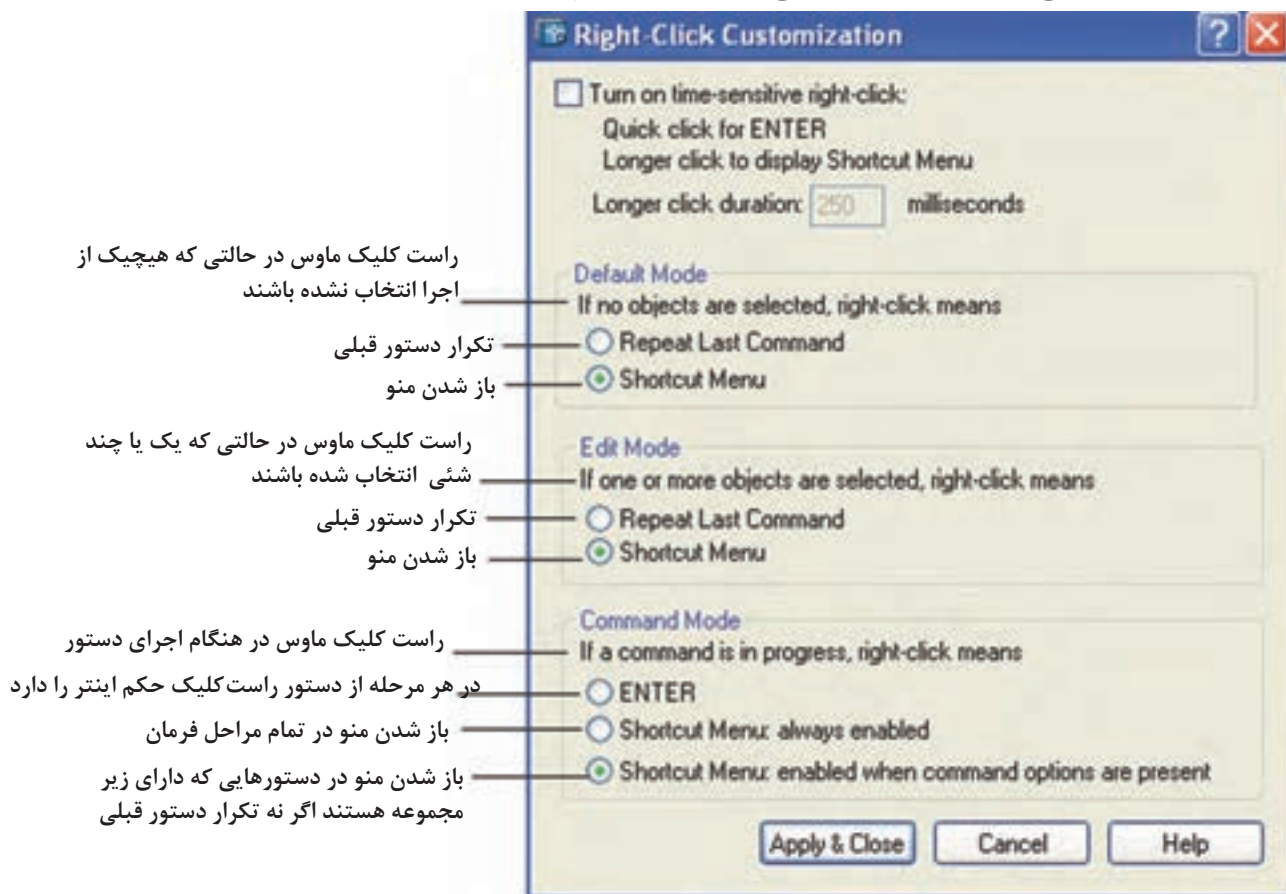 Right-Click Customization
Turn on time-sensitive right-click:
Quick click for ENTER
Longer click to display Shortcut Menu
Longer click duration: 250 milliseconds
راست کلیک ماوس در حالتی که هیچیک از
اجرا انتخاب نشده باشند
Default Mode
If no objects are selected, right-click means
تکرار دستور قبلی
Repeat Last Command
باز شدن منو
Shortcut Menu
راست کلیک ماوس در حالتی که یک یا چند
شئی انتخاب شده باشند
Edit Mode
If one or more objects are selected, right-click means
تکرار دستور قبلی
Repeat Last Command
باز شدن منو
Shortcut Menu
Command Mode
راست کلیک ماوس در هنگام اجرای دستور
If a command is in progress, right-click means
در هر مرحله از دستور راست کلیک حکم اینتر را دارد
ENTER
باز شدن منو در تمام مراحل فرمان
Shortcut Menu: always enabled
باز شدن منو در دستورهایی که دارای زیر
مجموعه هستند اگر نه تکرار دستور قبلی
Shortcut Menu: enabled when command options are present
Apply & Close Cancel Help